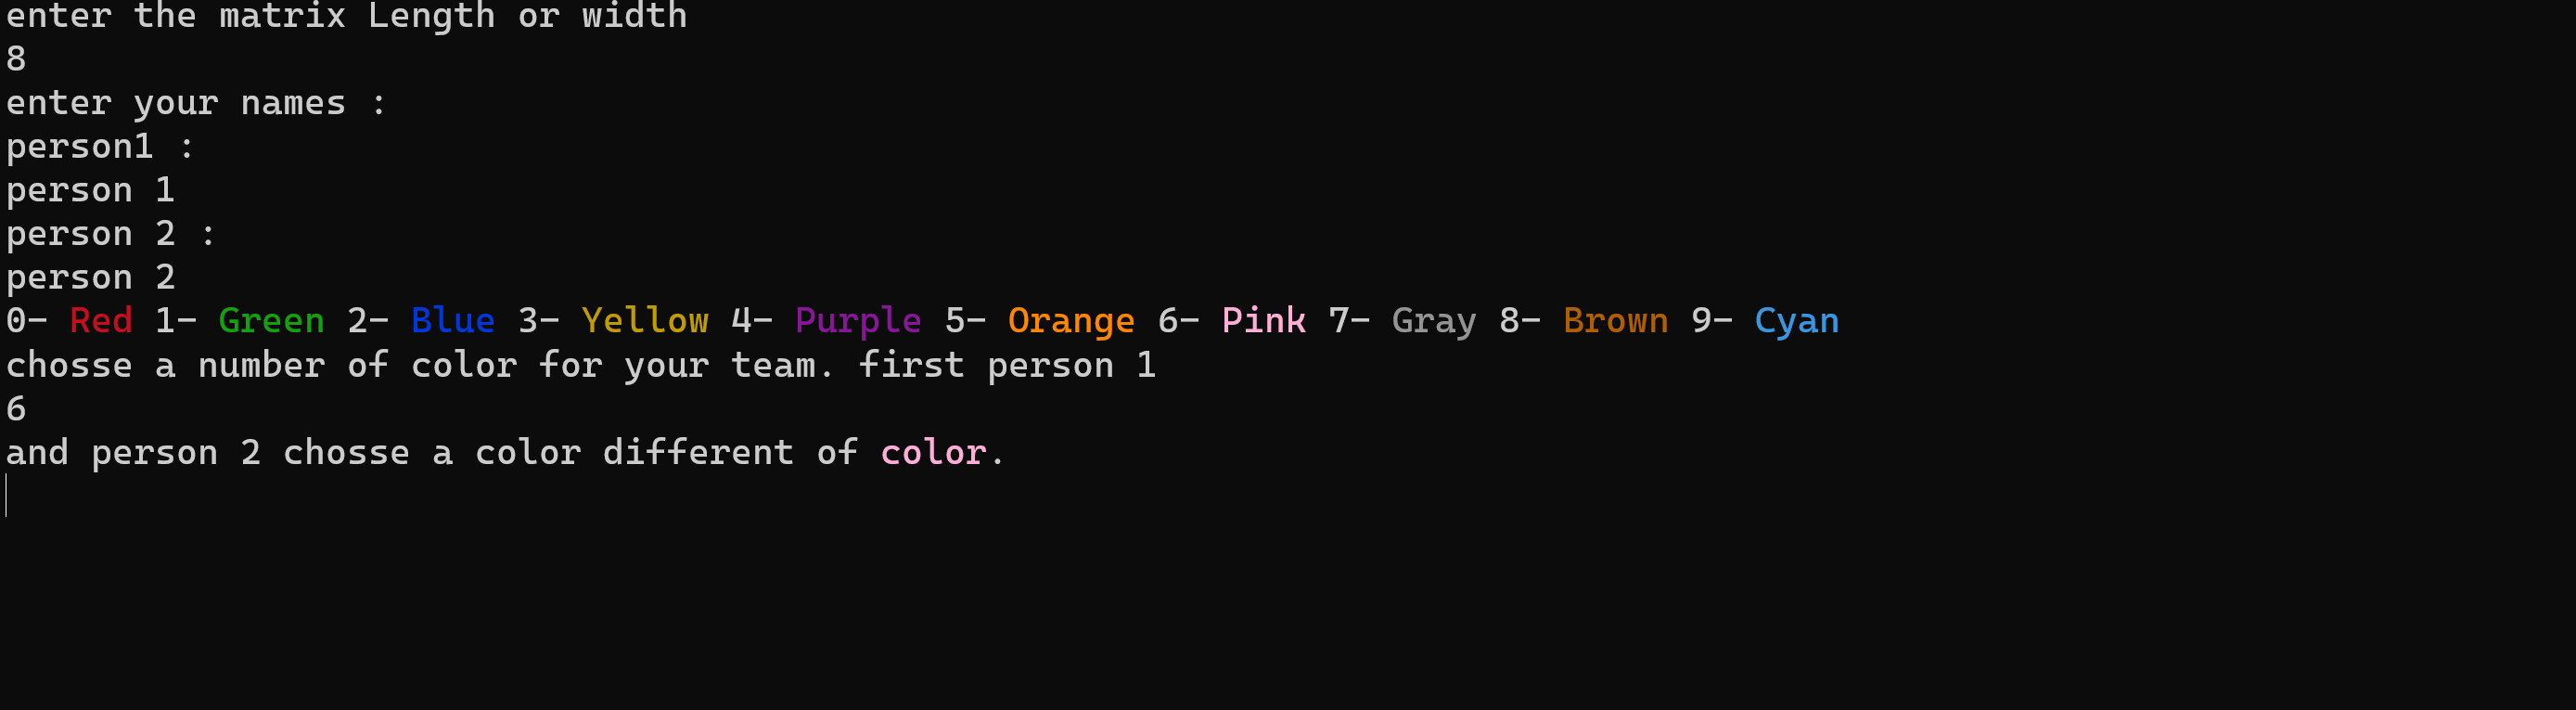 enter the matrix Length or width
8
enter your names :
person1 :
person 1
person 2 :
person 2
0- Red 1- Green 2- Blue 3- Yellow 4- Purple 5- Orange 6- Pink 7- Gray 8- Brown 9- Cyan
chosse a number of color for your team. first person 1
6
and person 2 chosse a color different of color.